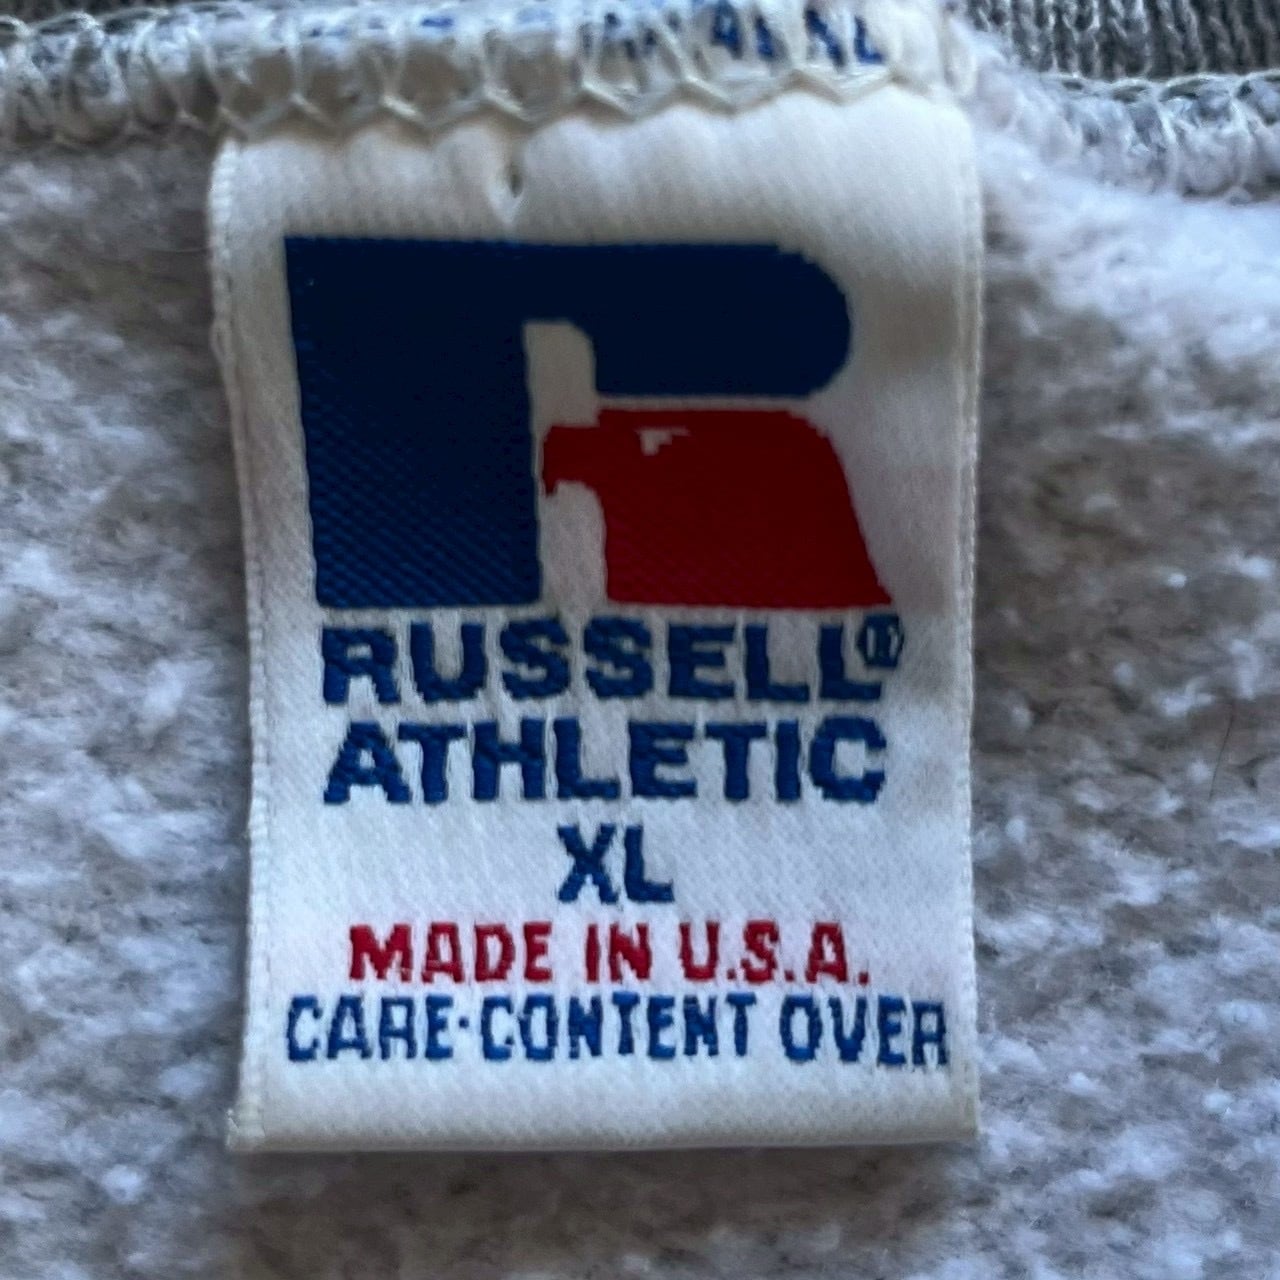 RUSSELL®
ATHLETIC
XL
MADE IN U.S.A.
CARE·CONTENT OVER